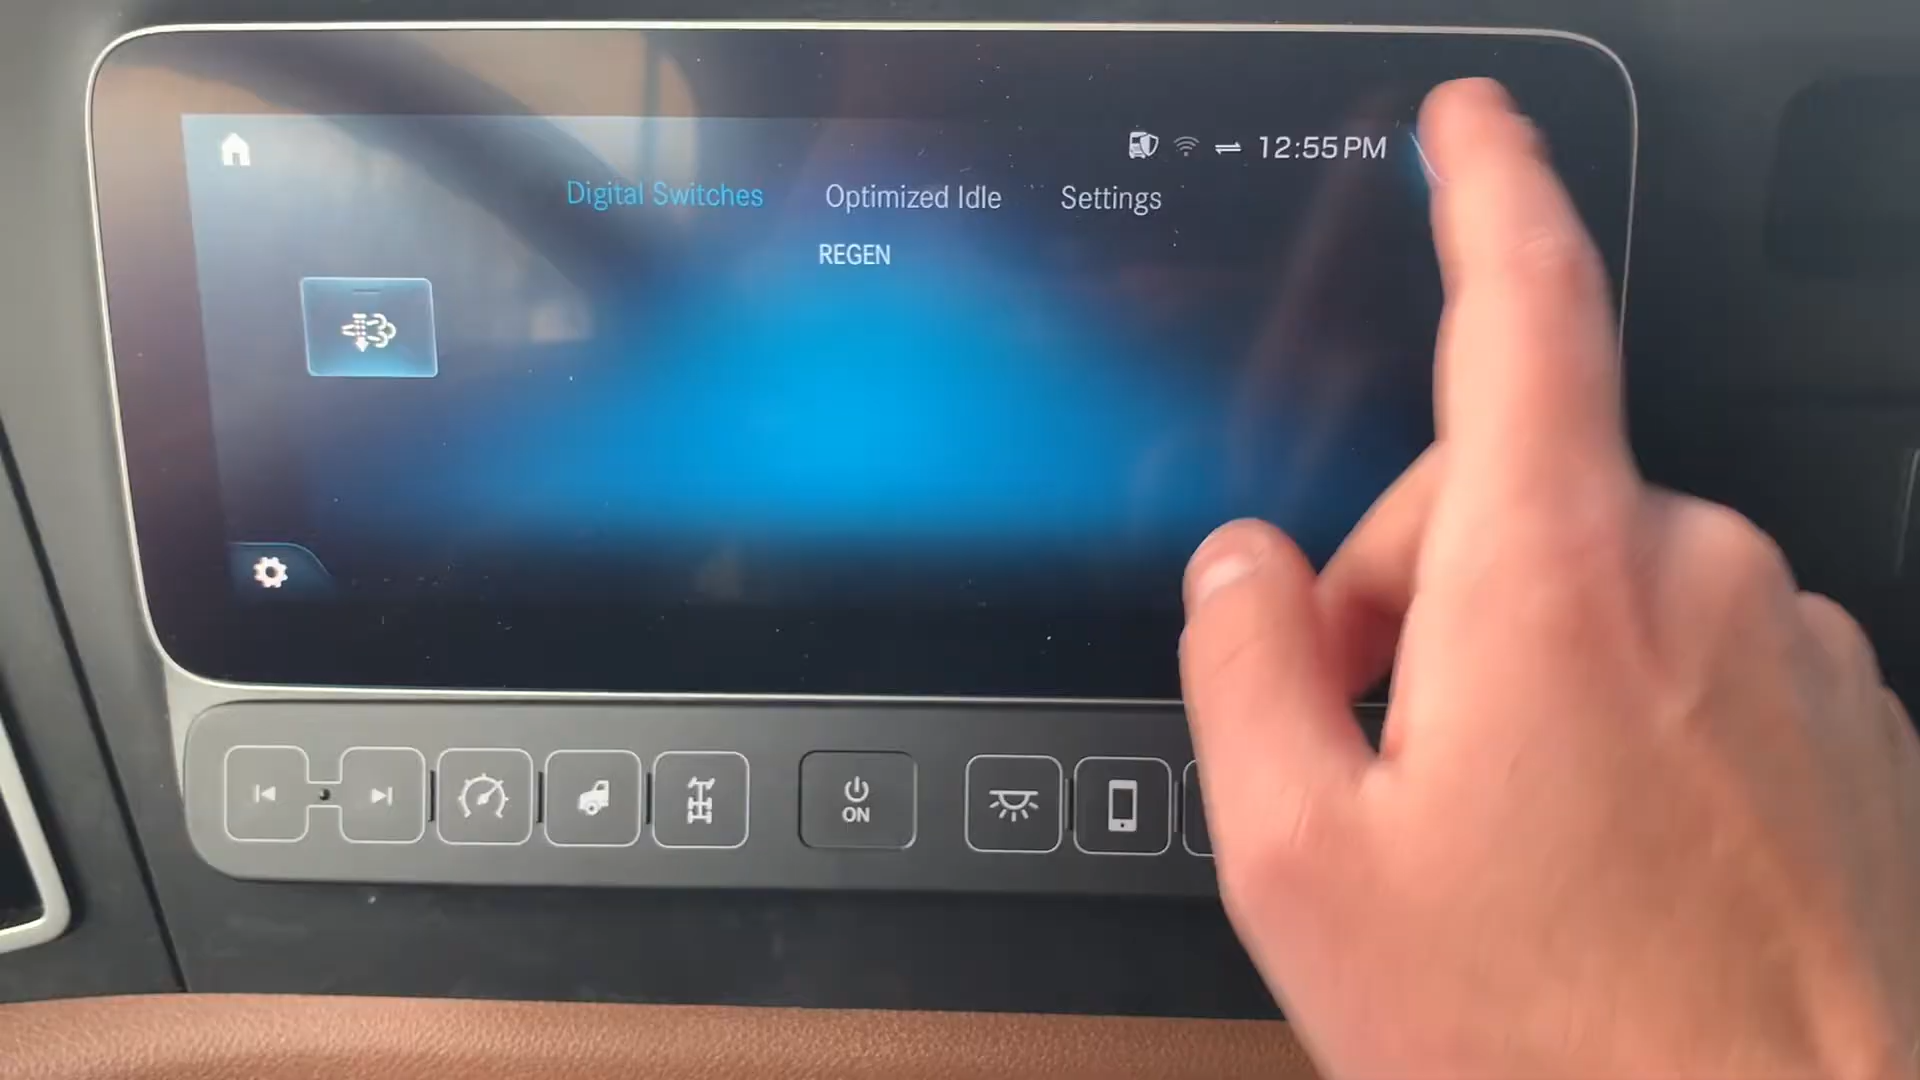 12:55 PM
Digital Switches
Optimized Idle
Settings
REGEN
ON